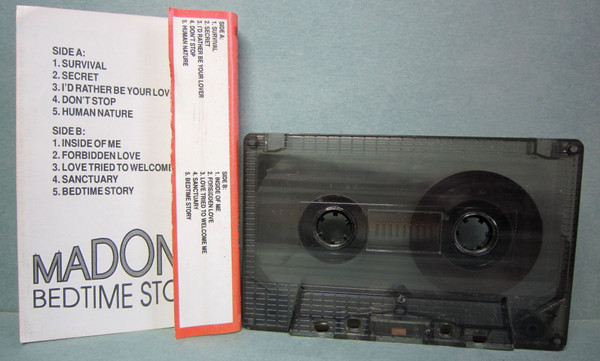 SIDE A:
1. SURVIVAL
2. SECRET
3. I'D RATHER BE YOUR LOV
4. DON'T STOP
5. HUMAN NATURE
SIDE B:
1. INSIDE OF ME
2. FORBIDDEN LOVE
3. LOVE TRIED TO WELCOME
4. SANCTUARY
5. BEDTIME STORY
MADON
BEDTIME STO
SIDE A:
1. SURVIVAL
2. SECRET
3. I'D RATHER BE YOUR LOVER
4. DON'T STOP
5. HUMAN NATURE
SIDE B:
1. INSIDE OF ME
2. FORBIDDEN LOVE
3. LOVE TRIED TO WELCOME ME
4. SANCTUARY
5. BEDTIME STORY